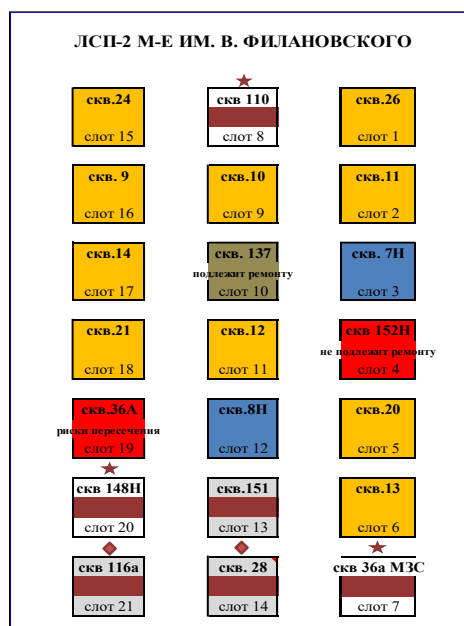 ЛСП-2 М-Е ИМ. В. ФИЛАНОВСКОГО
скв.24
слот 15
скв 110
слот 8
скв.26
слот 1
скв. 9
слот 16
скв.10
слот 9
скв.11
слот 2
скв.14
слот 17
скв. 137
подлежит ремонту
слот 10
скв. 7Н
слот 3
скв.21
слот 18
скв.12
слот 11
скв 152Н
не подлежит ремонту
слот 4
скв.36А
риски пересечения
слот 19
скв.8Н
слот 12
скв.20
слот 5
скв 148Н
слот 20
скв.151
слот 13
скв.13
слот 6
скв 116а
слот 21
скв. 28
слот 14
скв 36а МЗС
слот 7